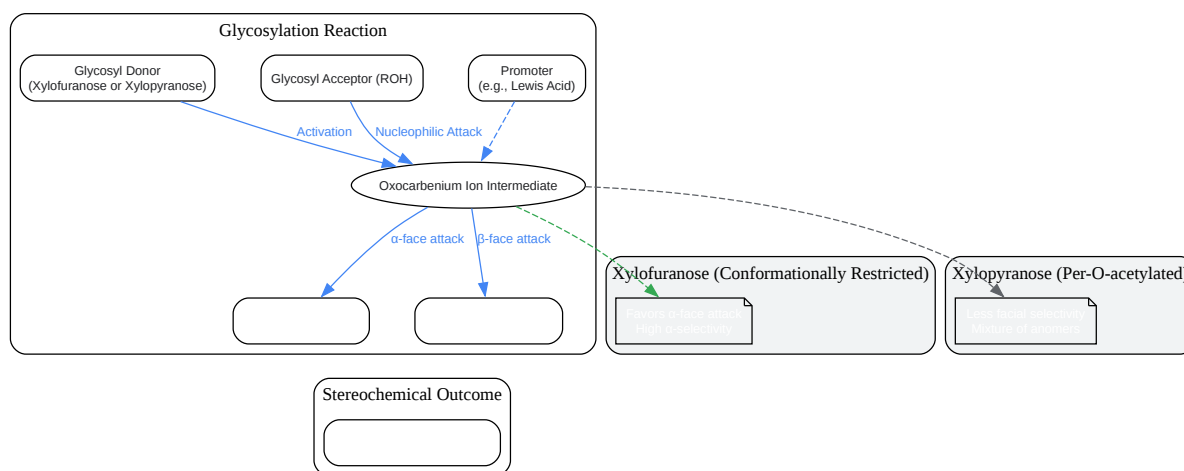 Glycosylation Reaction
Glycosyl Donor
(Xylofuranose or Xylopyranose)
Glycosyl Acceptor (ROH)
Promoter
(e.g., Lewis Acid)
Activation
Nucleophilic Attack
Oxocarbenium Ion Intermediate
α-face attack
β-face attack
Xylofuranose (Conformationally Restricted)
Favors α-face attack
High α-selectivity
Xylopyranose (Per-O-acetylated)
Less facial selectivity
Mixture of anomers
Stereochemical Outcome